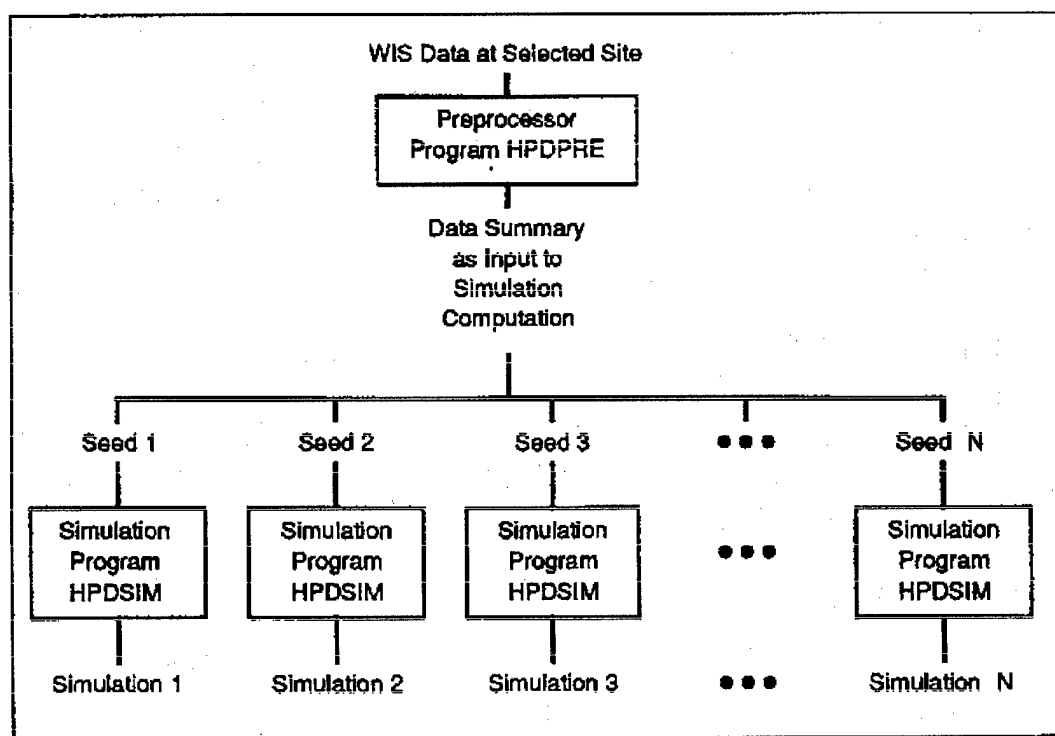 WIS Data at Selected Site
Preprocessor
Program HPDPRE
Data Summary
as Input to
Simulation
Computation
Seed 1
Seed 2
Seed 3
•••
Seed N
Simulation
Program
HPDSIM
Simulation
Program
HPDSIM
Simulation
Program
HPDSIM
•••
Simulation
Program
HPDSIM
Simulation 1
Simulation 2
Simulation 3
•••
Simulation N